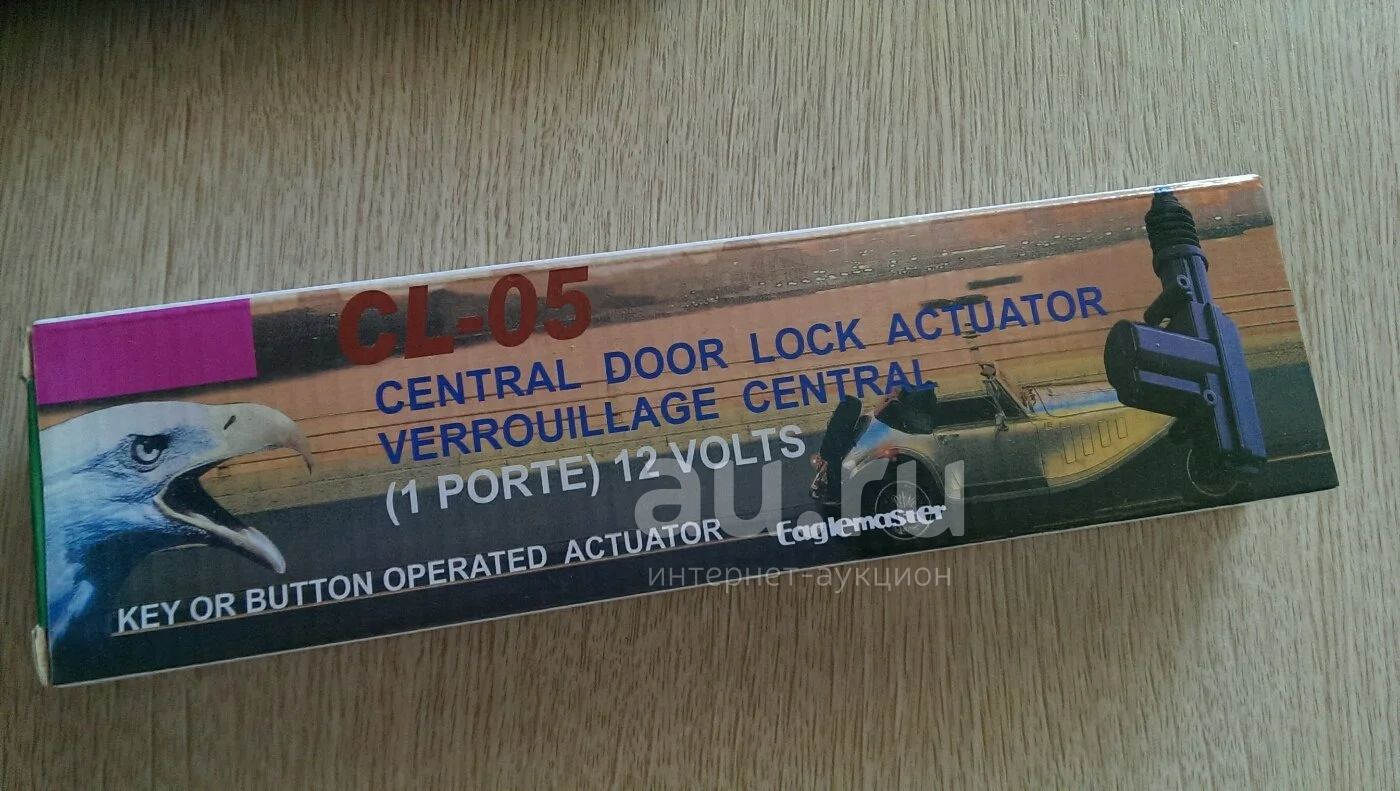 CL-05
CENTRAL DOOR LOCK ACTUATOR
VERROUILLAGE CENTRAL
(1 PORTE) 12 VOLTS
KEY OR BUTTON OPERATED ACTUATOR
Eaglemaster
au.ru
интернет-аукцион